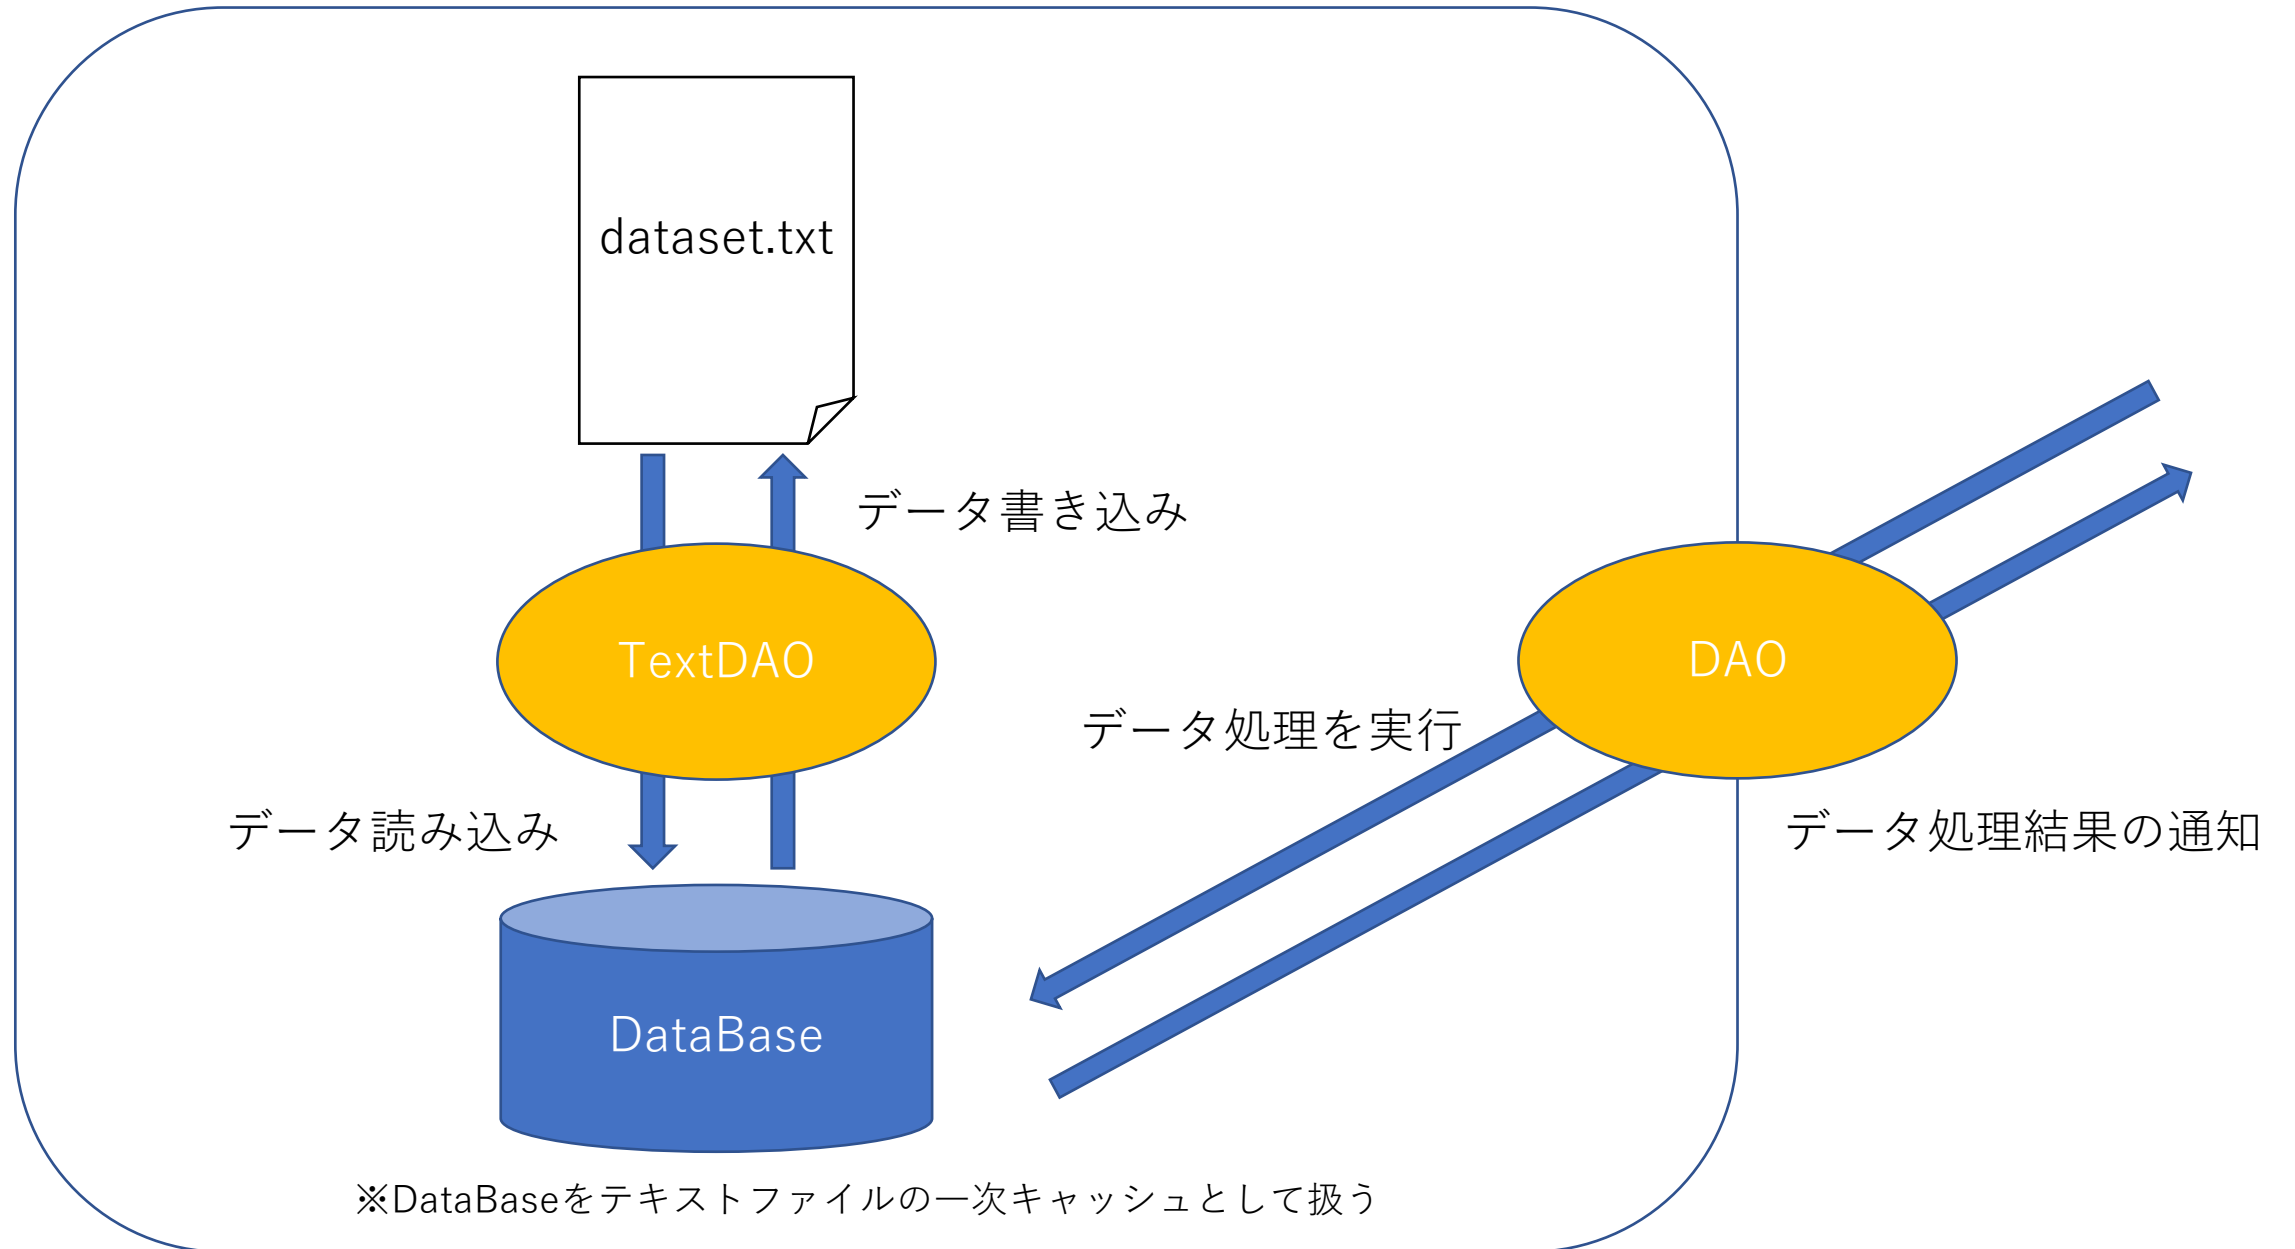 dataset.txt
データ書き込み
TextDAO
DAO
データ処理を実行
データ読み込み
データ処理結果の通知
DataBase
※DataBaseをテキストファイルの一次キャッシュとして扱う